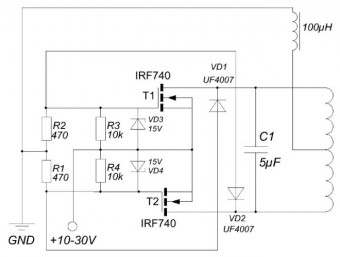 100µH
IRF740
T1
VD1
UF4007
R2
470
R3
10k
VD3
15V
C1
5µF
R1
470
R4
10k
15V
VD4
T2
IRF740
VD2
UF4007
GND
+10-30V